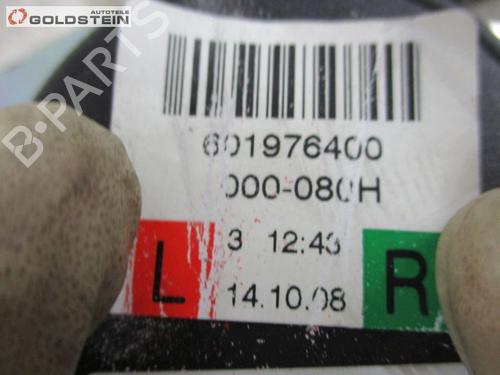 AUTOTEILE
GOLDSTEIN
B-PARTS
601976400
000-080H
3 12:43
L
14.10.08
R